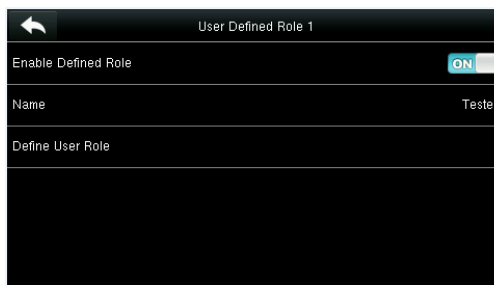 User Defined Role 1
Enable Defined Role
ON
Name
Teste
Define User Role